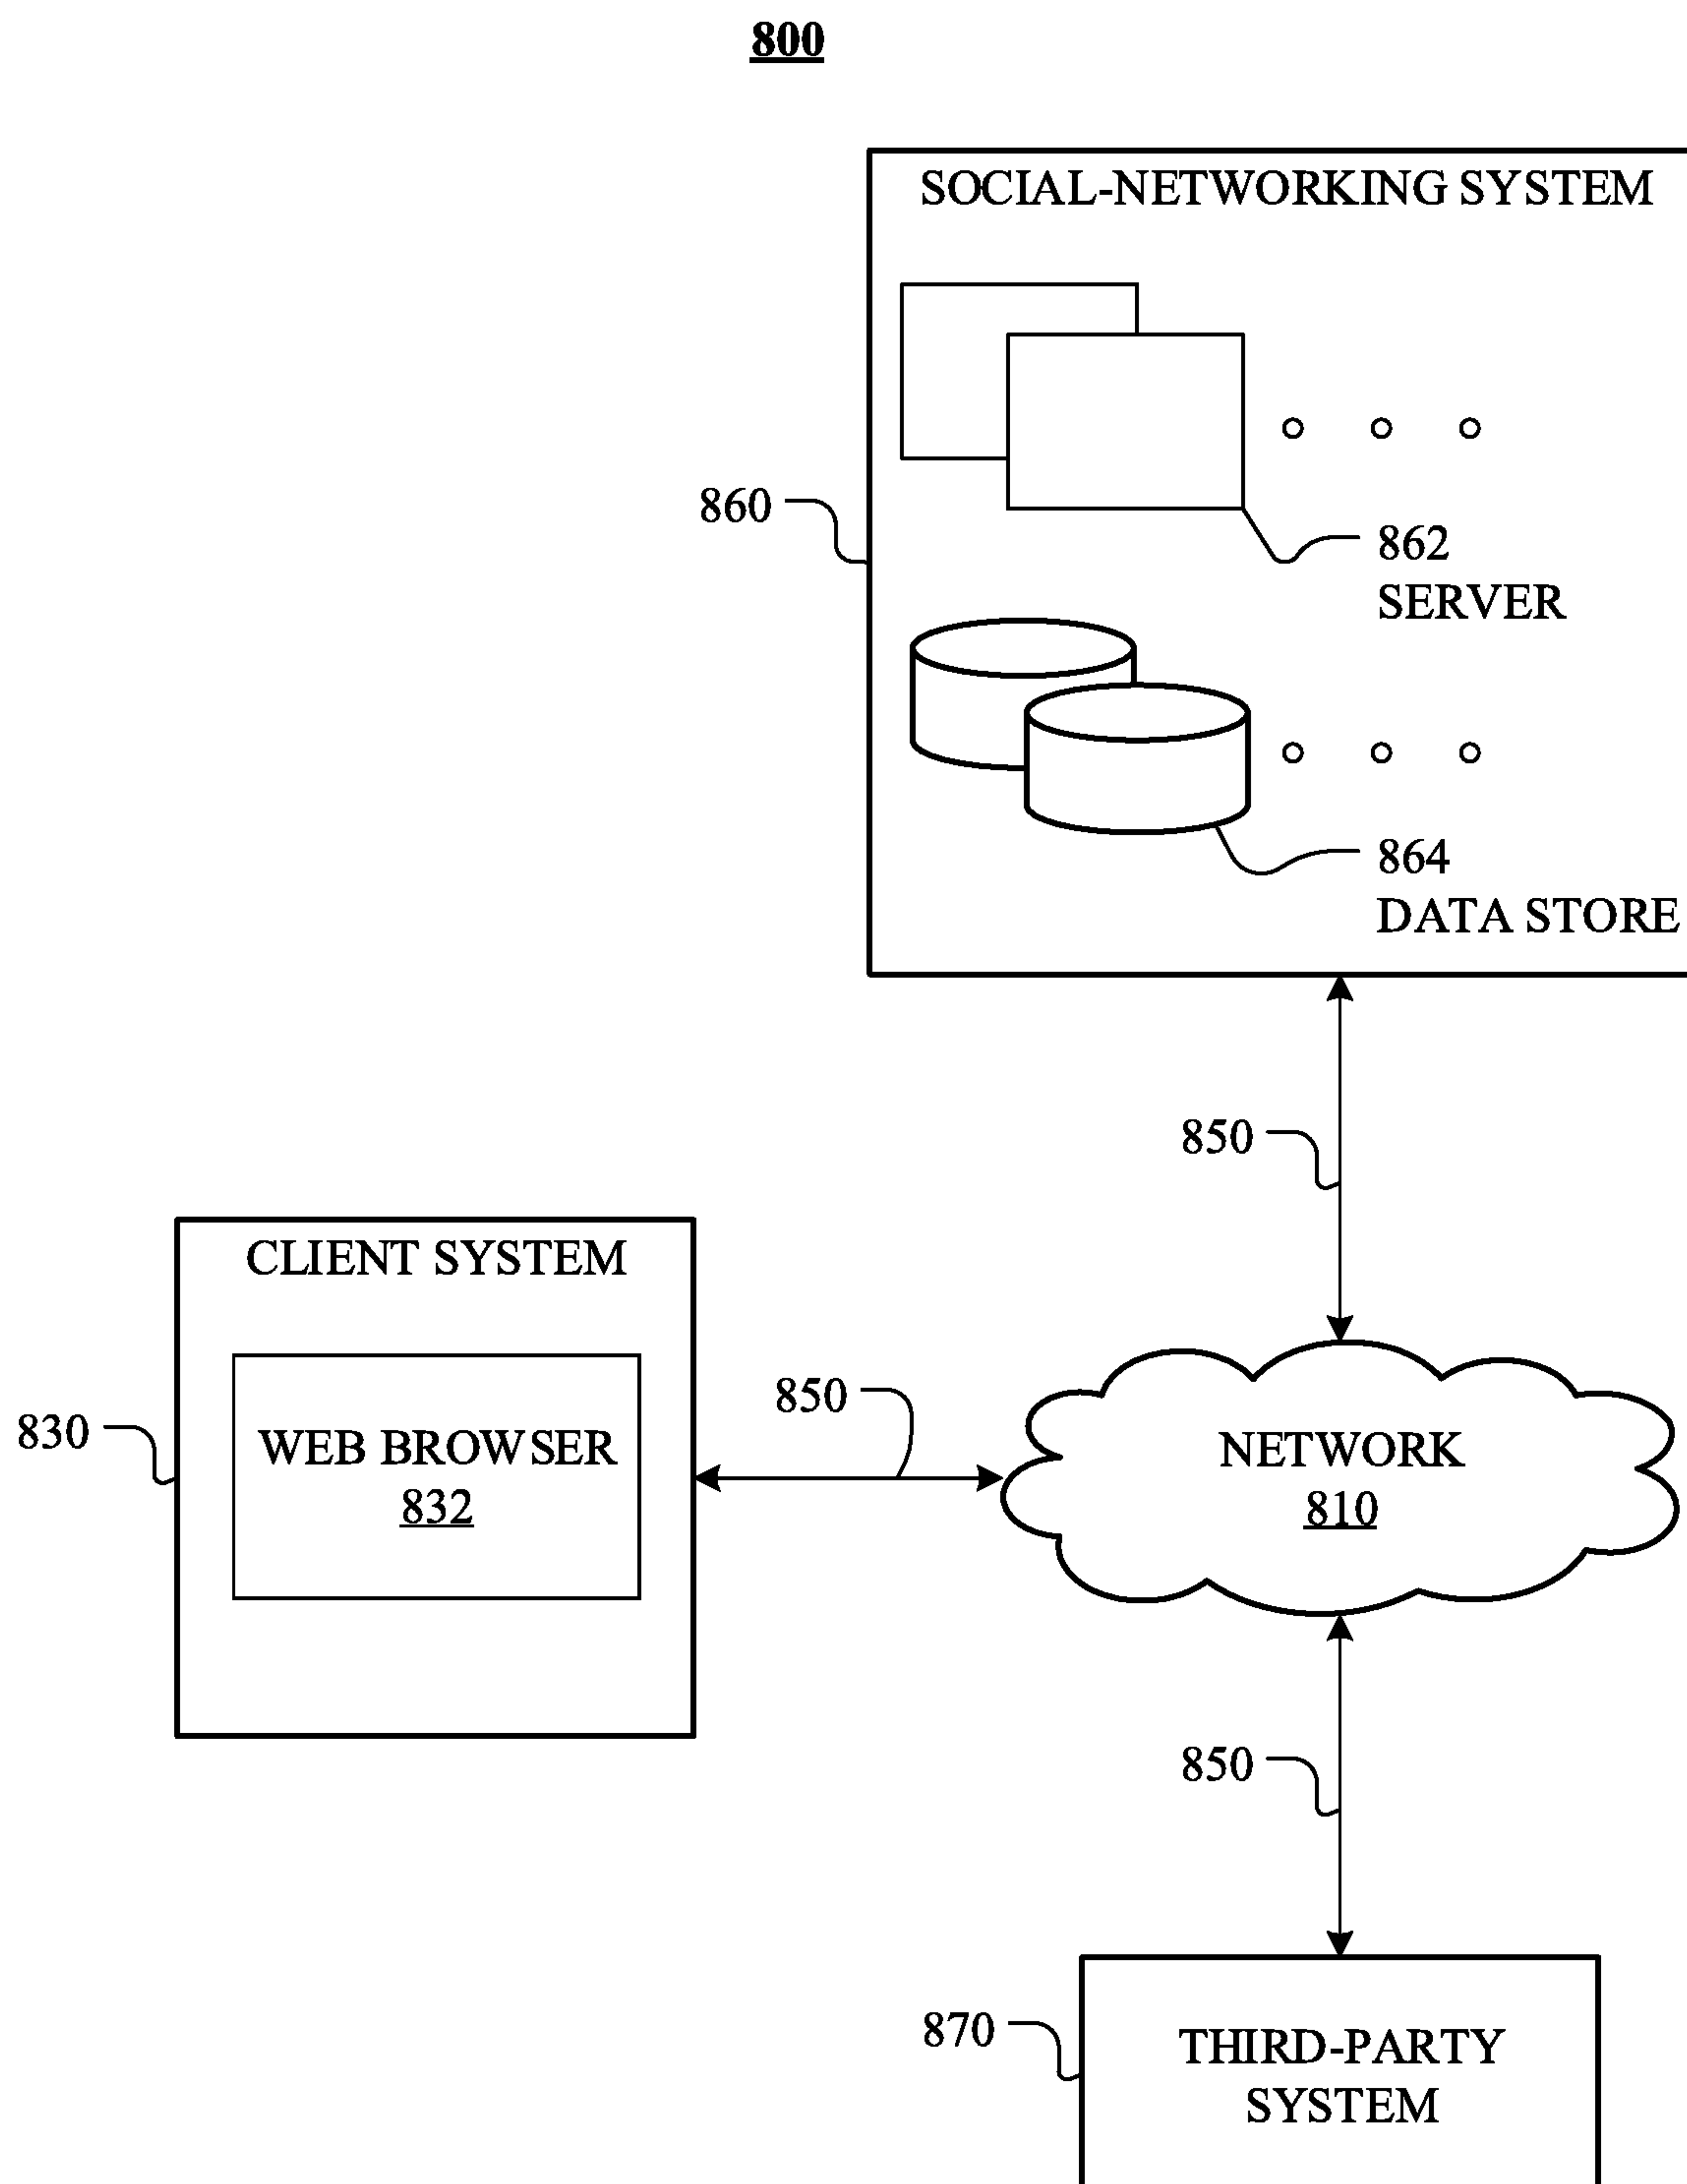 800
SOCIAL-NETWORKING SYSTEM
860
862
SERVER
864
DATA STORE
850
CLIENT SYSTEM
830
WEB BROWSER
832
850
NETWORK
810
850
870
THIRD-PARTY
SYSTEM